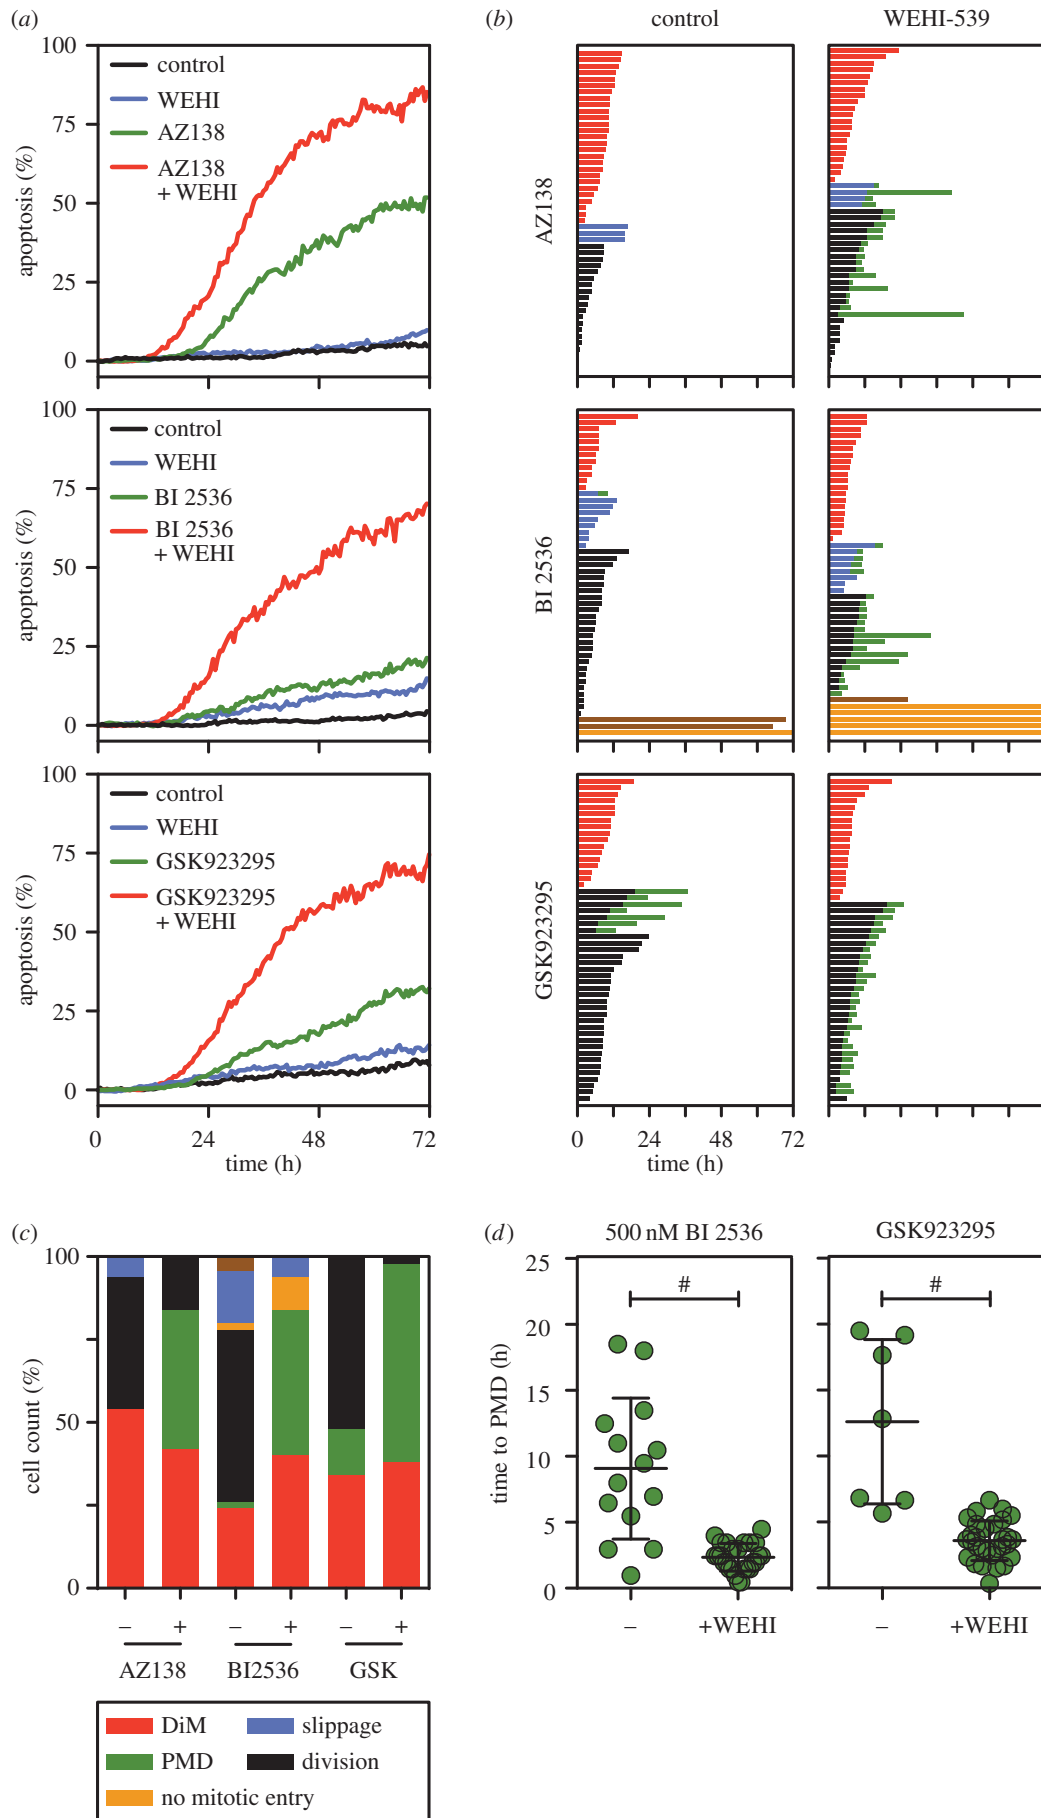 (a)
100
75
50
25
0
apoptosis (%)
control
WEHI
AZ138
AZ138
+ WEHI
100
75
50
25
0
apoptosis (%)
control
WEHI
BI 2536
BI 2536
+ WEHI
100
75
50
25
0
apoptosis (%)
control
WEHI
GSK923295
GSK923295
+ WEHI
0 24 48 72
time (h)
(b)
control WEHI-539
AZ138
BI 2536
GSK923295
0 24 48 72
time (h)
(c)
100
50
0
cell count (%)
– + – + – +
AZ138 BI2536 GSK
DiM slippage
PMD division
no mitotic entry
(d)
500 nM BI 2536 GSK923295
25
20
15
10
5
0
time to PMD (h)
# #
– +WEHI – +WEHI